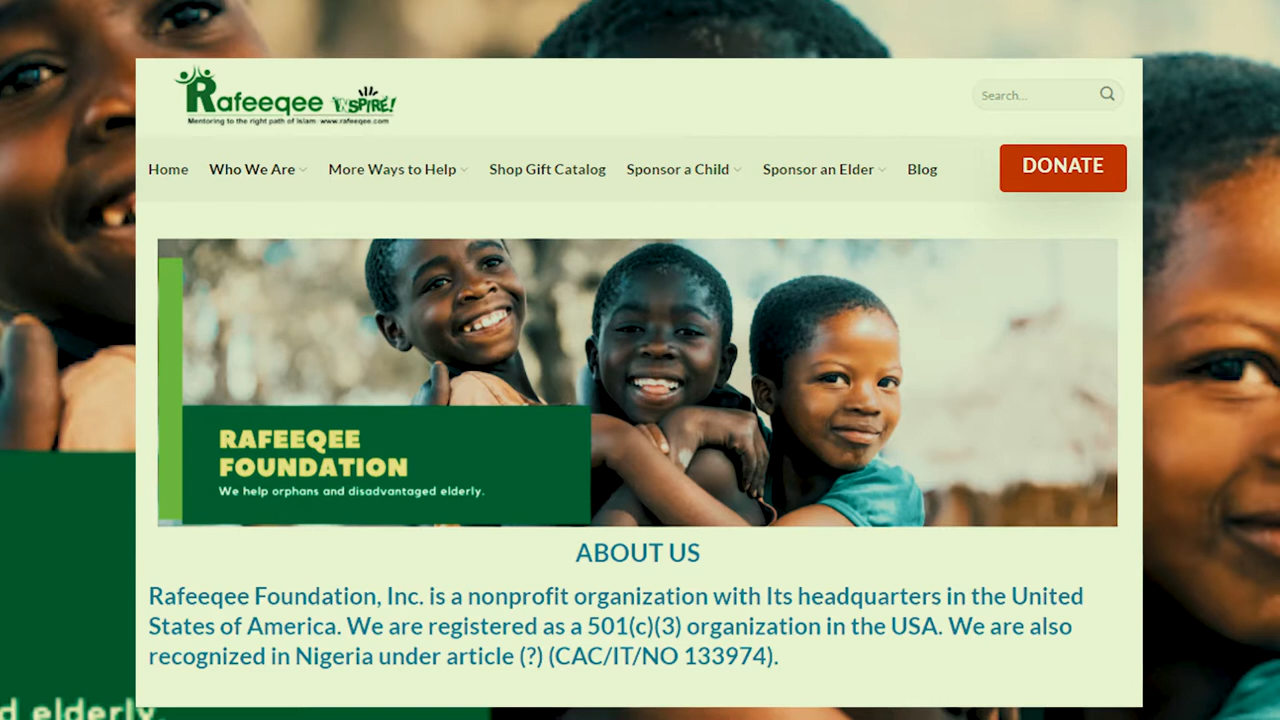 Rafeeqee INSPIRE!
Mentoring to the right path of Islam www.rafeeqee.com
Search...
Home Who We Are More Ways to Help Shop Gift Catalog Sponsor a Child Sponsor an Elder Blog DONATE
RAFEEQEE
FOUNDATION
We help orphans and disadvantaged elderly.
ABOUT US
Rafeeqee Foundation, Inc. is a nonprofit organization with Its headquarters in the United
States of America. We are registered as a 501(c)(3) organization in the USA. We are also
recognized in Nigeria under article (?) (CAC/IT/NO 133974).
d elderly.